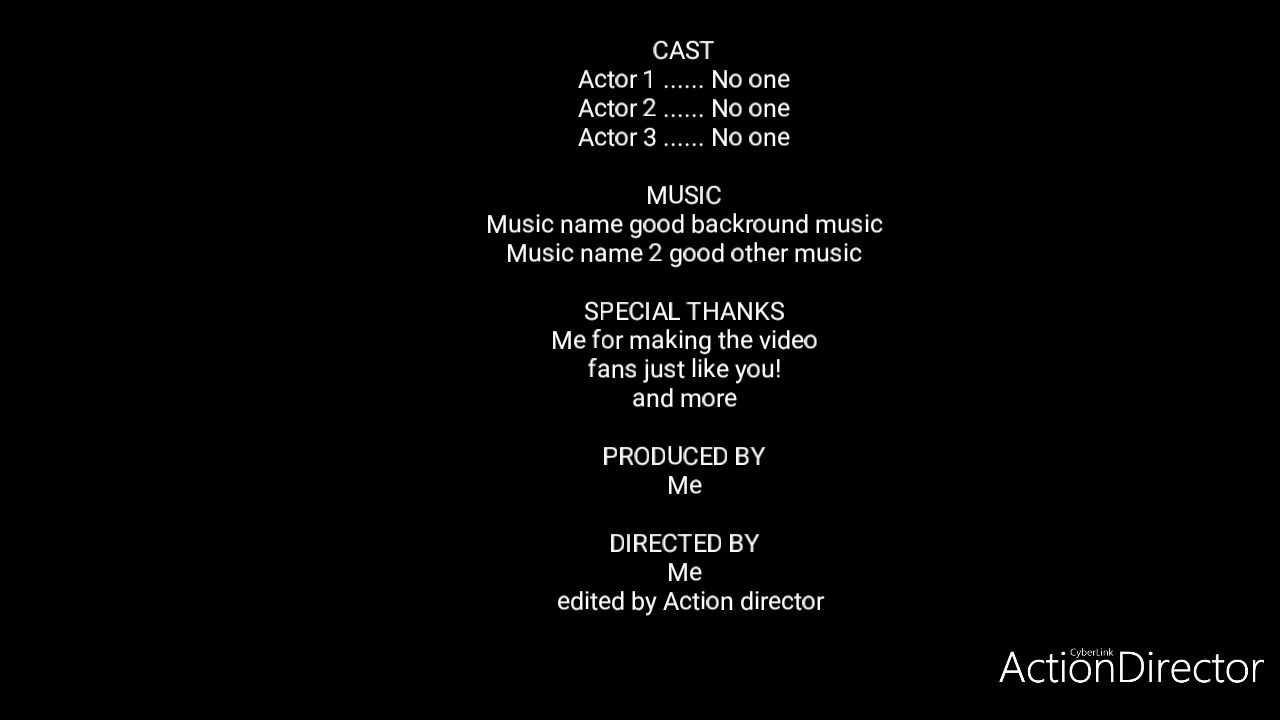 CAST
Actor 1 ...... No one
Actor 2 ...... No one
Actor 3 ...... No one
MUSIC
Music name good backround music
Music name 2 good other music
SPECIAL THANKS
Me for making the video
fans just like you!
and more
PRODUCED BY
Me
DIRECTED BY
Me
edited by Action director
CyberLink
ActionDirector